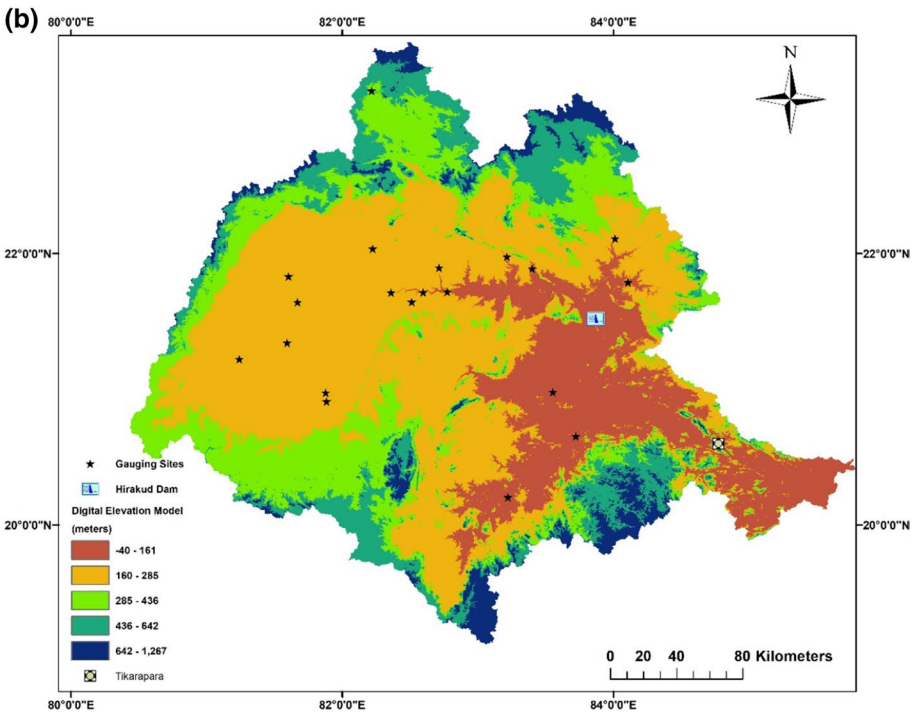 (b)
80°0'0"E 82°0'0"E 84°0'0"E
N
22°0'0"N 22°0'0"N
20°0'0"N 20°0'0"N
Gauging Sites
Hirakud Dam
Digital Elevation Model
(meters)
-40 - 161
160 - 285
285 - 436
436 - 642
642 - 1,267
Tikarapara
0 20 40 80 Kilometers
80°0'0"E 82°0'0"E 84°0'0"E